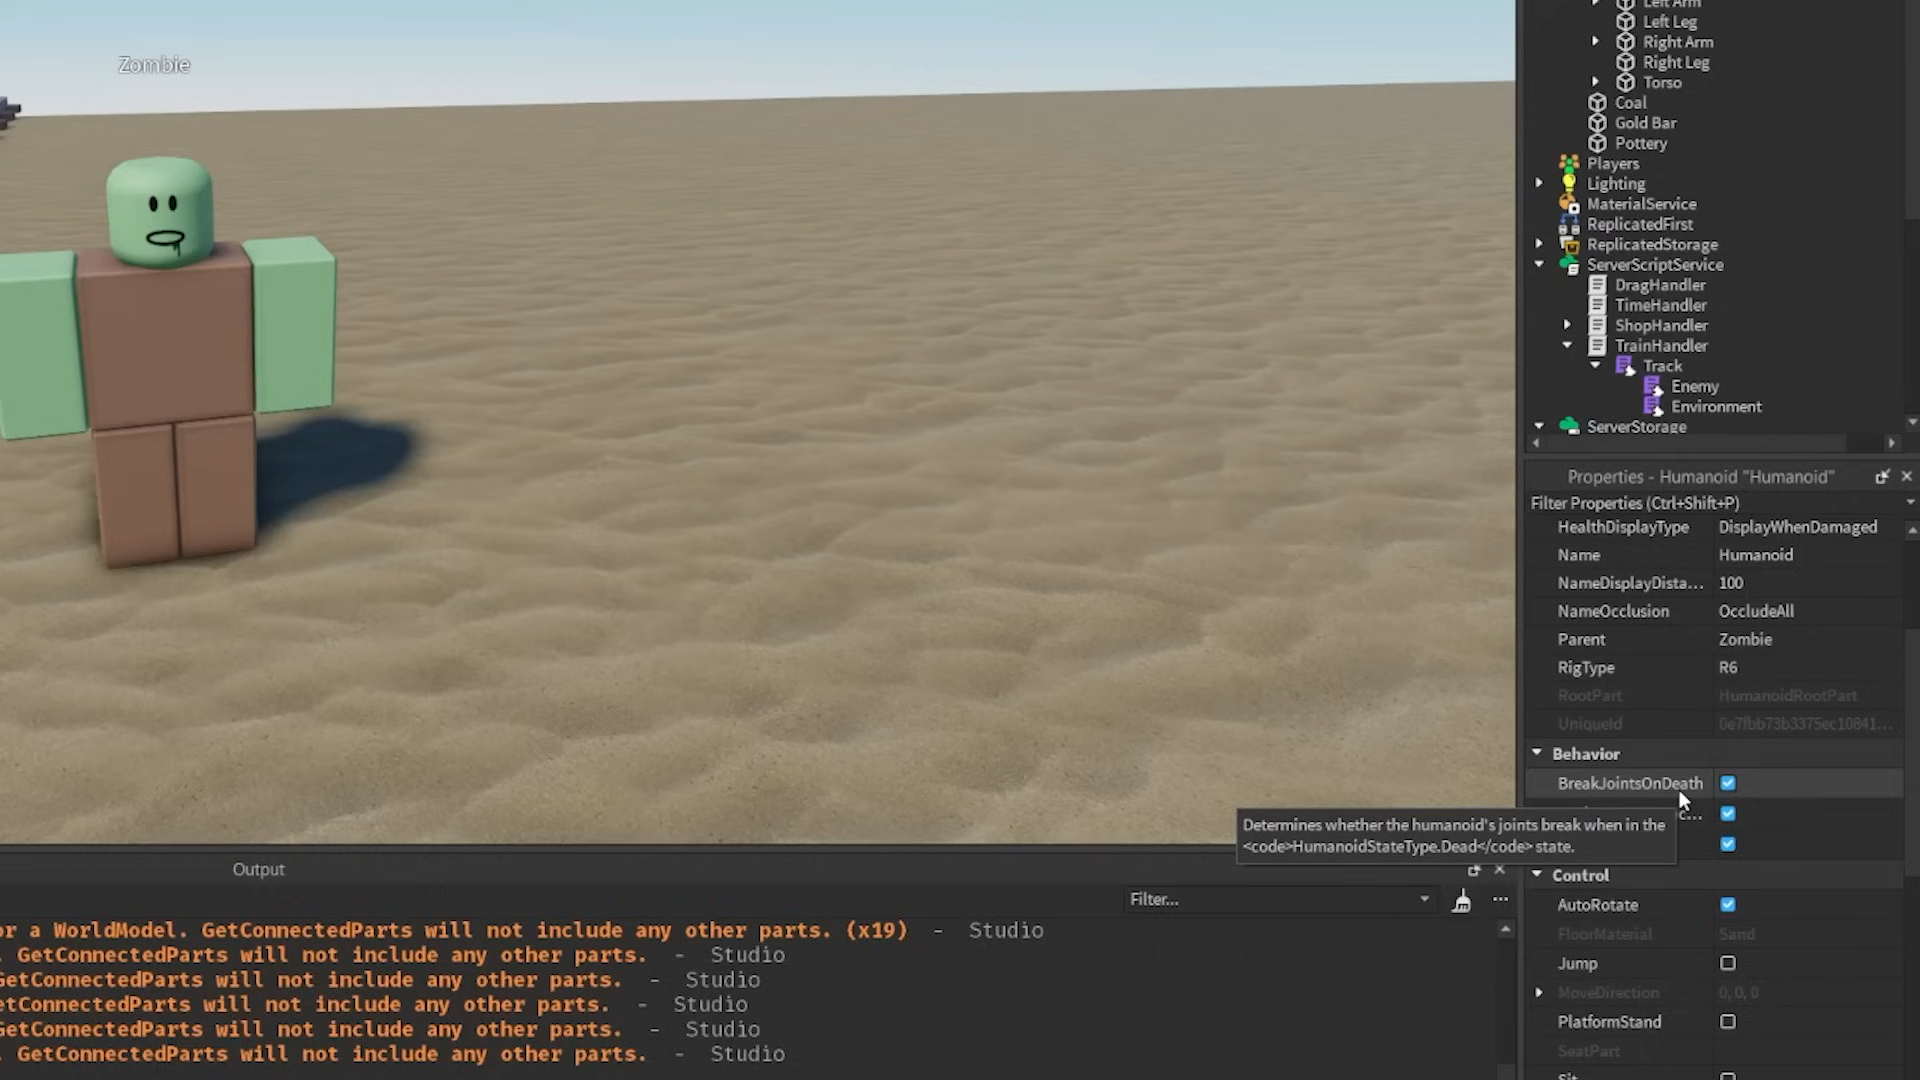 Zombie
Left Arm
Left Leg
Right Arm
Right Leg
Torso
Coal
Gold Bar
Pottery
Players
Lighting
MaterialService
ReplicatedFirst
ReplicatedStorage
ServerScriptService
DragHandler
TimeHandler
ShopHandler
TrainHandler
Track
Enemy
Environment
ServerStorage
Properties - Humanoid "Humanoid"
Filter Properties (Ctrl+Shift+P)
HealthDisplayType DisplayWhenDamaged
Name Humanoid
NameDisplayDista... 100
NameOcclusion OccludeAll
Parent Zombie
RigType R6
RootPart HumanoidRootPart
UniqueId 0e7fbb73b3375ec10841...
Behavior
BreakJointsOnDeath
Determines whether the humanoid's joints break when in the
<code>HumanoidStateType.Dead</code> state.
Control
AutoRotate
FloorMaterial Sand
Jump
MoveDirection 0, 0, 0
PlatformStand
SeatPart
Sit
Output
Filter...
or a WorldModel. GetConnectedParts will not include any other parts. (x19) - Studio
. GetConnectedParts will not include any other parts. - Studio
GetConnectedParts will not include any other parts. - Studio
etConnectedParts will not include any other parts. - Studio
GetConnectedParts will not include any other parts. - Studio
. GetConnectedParts will not include any other parts. - Studio